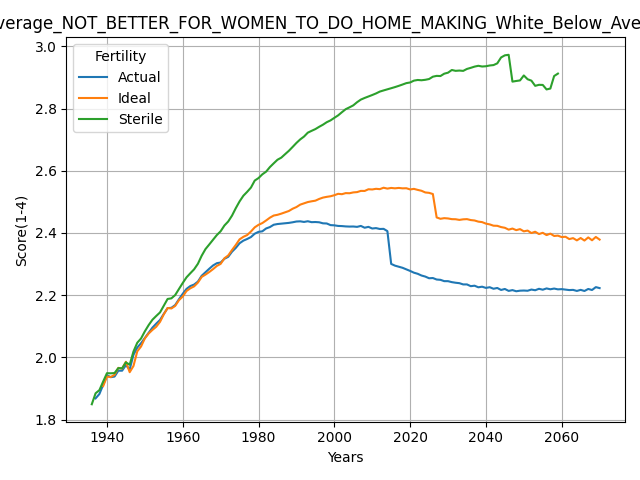 verage_NOT_BETTER_FOR_WOMEN_TO_DO_HOME_MAKING_White_Below_Ave
Fertility
Actual
Ideal
Sterile
Score(1-4)
3.0
2.8
2.6
2.4
2.2
2.0
1.8
1940 1960 1980 2000 2020 2040 2060
Years